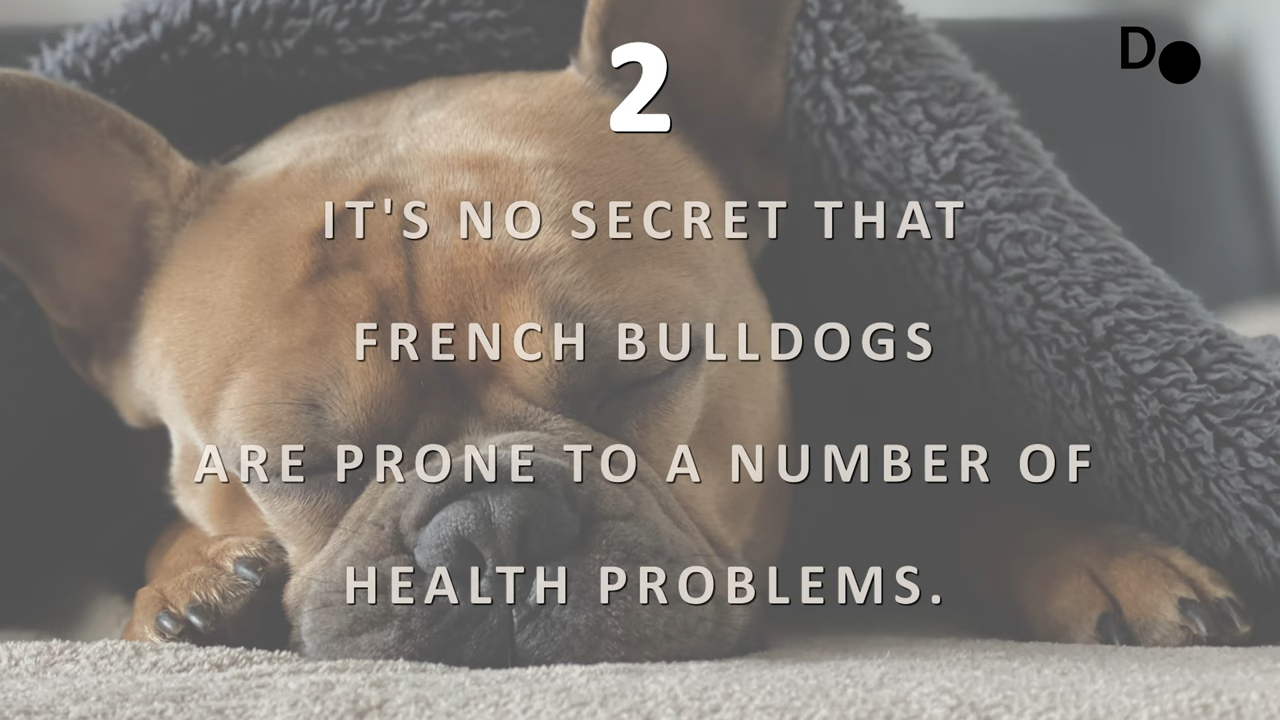 2
D
IT'S NO SECRET THAT
FRENCH BULLDOGS
ARE PRONE TO A NUMBER OF
HEALTH PROBLEMS.